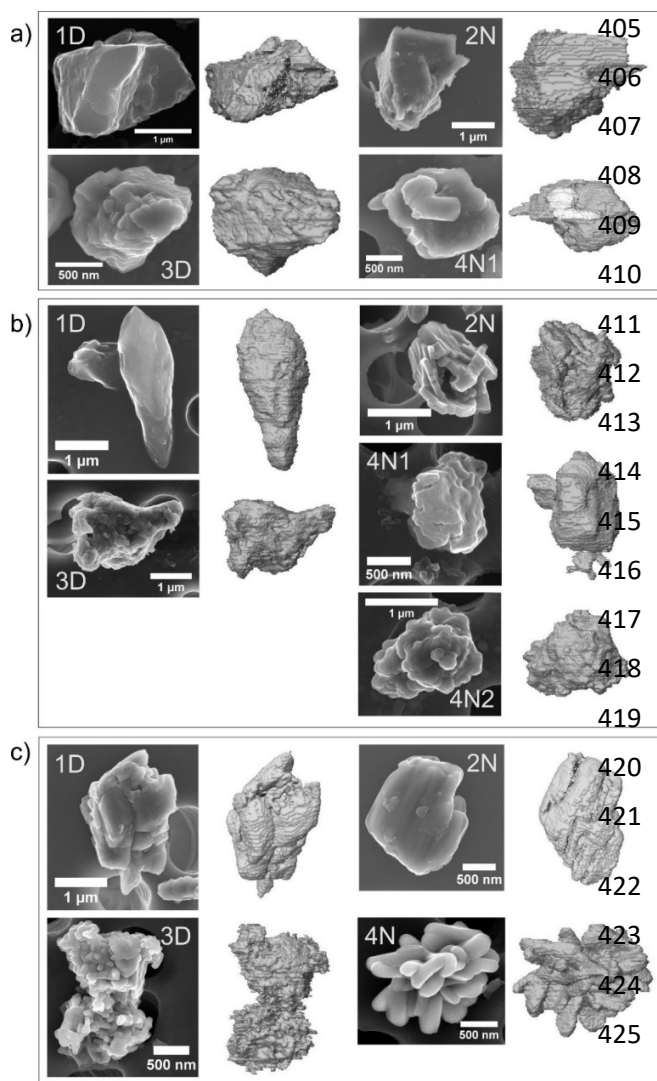 a)
1D
1 µm
2N
1 µm
405
406
407
3D
500 nm
4N1
500 nm
408
409
410
b)
1D
1 µm
2N
1 µm
411
412
413
3D
1 µm
4N1
500 nm
414
415
416
4N2
1 µm
417
418
419
c)
1D
1 µm
2N
500 nm
420
421
422
3D
500 nm
4N
500 nm
423
424
425